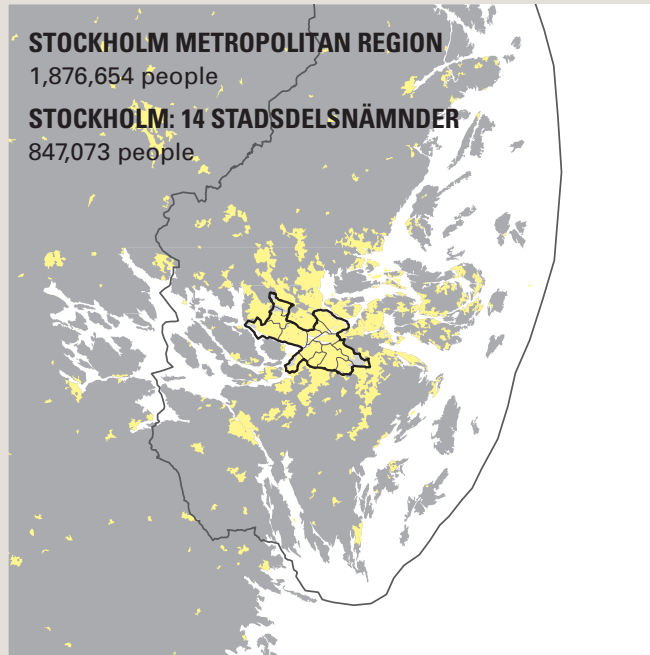 STOCKHOLM METROPOLITAN REGION
1,876,654 people
STOCKHOLM: 14 STADSDELSNÄMNDER
847,073 people